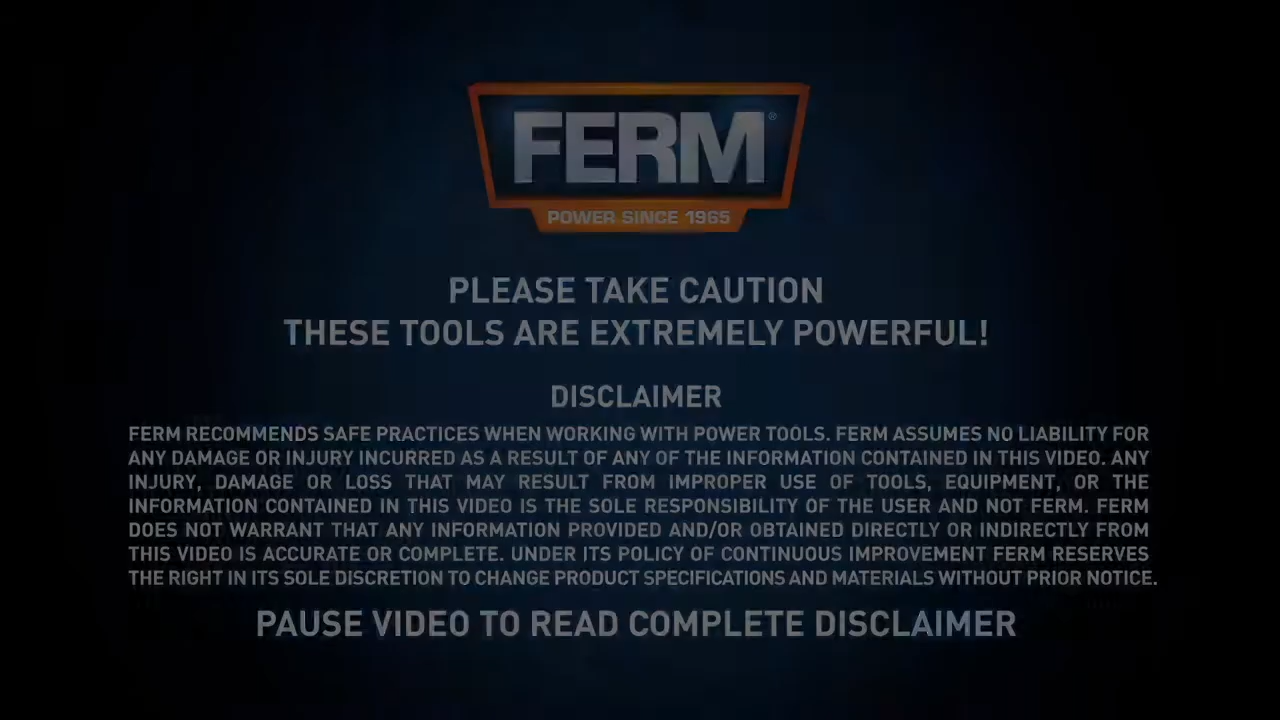 FERM®
POWER SINCE 1965
PLEASE TAKE CAUTION
THESE TOOLS ARE EXTREMELY POWERFUL!
DISCLAIMER
FERM RECOMMENDS SAFE PRACTICES WHEN WORKING WITH POWER TOOLS. FERM ASSUMES NO LIABILITY FOR
ANY DAMAGE OR INJURY INCURRED AS A RESULT OF ANY OF THE INFORMATION CONTAINED IN THIS VIDEO. ANY
INJURY, DAMAGE OR LOSS THAT MAY RESULT FROM IMPROPER USE OF TOOLS, EQUIPMENT, OR THE
INFORMATION CONTAINED IN THIS VIDEO IS THE SOLE RESPONSIBILITY OF THE USER AND NOT FERM. FERM
DOES NOT WARRANT THAT ANY INFORMATION PROVIDED AND/OR OBTAINED DIRECTLY OR INDIRECTLY FROM
THIS VIDEO IS ACCURATE OR COMPLETE. UNDER ITS POLICY OF CONTINUOUS IMPROVEMENT FERM RESERVES
THE RIGHT IN ITS SOLE DISCRETION TO CHANGE PRODUCT SPECIFICATIONS AND MATERIALS WITHOUT PRIOR NOTICE.
PAUSE VIDEO TO READ COMPLETE DISCLAIMER